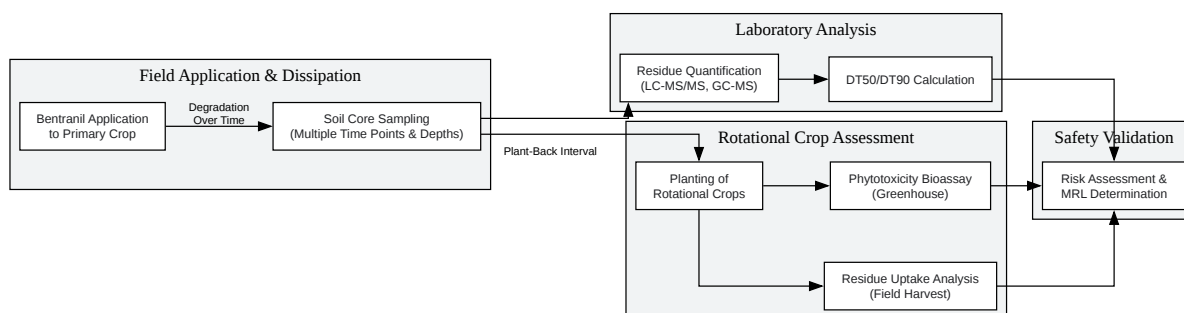 Field Application & Dissipation
Bentranil Application
to Primary Crop
Degradation
Over Time
Soil Core Sampling
(Multiple Time Points & Depths)
Plant-Back Interval
Laboratory Analysis
Residue Quantification
(LC-MS/MS, GC-MS)
DT50/DT90 Calculation
Rotational Crop Assessment
Planting of
Rotational Crops
Phytotoxicity Bioassay
(Greenhouse)
Residue Uptake Analysis
(Field Harvest)
Safety Validation
Risk Assessment &
MRL Determination